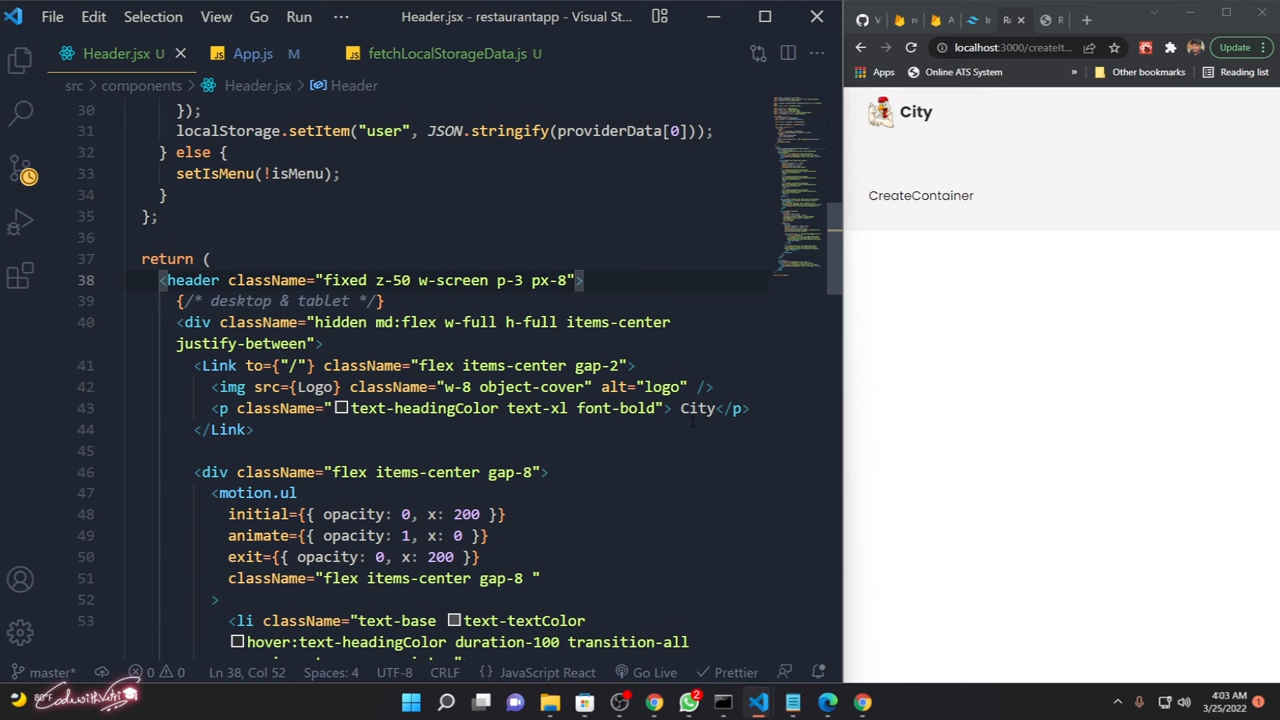 File Edit Selection View Go Run ··· Header.jsx - restaurantapp - Visual St...
Header.jsx U
App.js M
fetchLocalStorageData.js U
src > components > Header.jsx > Header
});
localStorage.setItem("user", JSON.stringify(providerData[0]));
32 } else {
setIsMenu(!isMenu);
34 }
35 };
36
37 return (
38 <header className="fixed z-50 w-screen p-3 px-8">
39 {/* desktop & tablet */}
40 <div className="hidden md:flex w-full h-full items-center
justify-between">
41 <Link to={"/"} className="flex items-center gap-2">
42 <img src={Logo} className="w-8 object-cover" alt="logo" />
43 <p className="text-headingColor text-xl font-bold"> City</p>
44 </Link>
45
46 <div className="flex items-center gap-8">
47 <motion.ul
48 initial={{ opacity: 0, x: 200 }}
49 animate={{ opacity: 1, x: 0 }}
50 exit={{ opacity: 0, x: 200 }}
51 className="flex items-center gap-8 "
52 >
53 <li className="text-base text-textColor
hover:text-headingColor duration-100 transition-all
master* 0 0 Ln 38, Col 52 Spaces: 4 UTF-8 CRLF { } JavaScript React Go Live Prettier
localhost:3000/createIt...
Update
Apps Online ATS System » Other bookmarks Reading list
City
CreateContainer
80°F
CodewithVetri
2
4:03 AM
3/25/2022